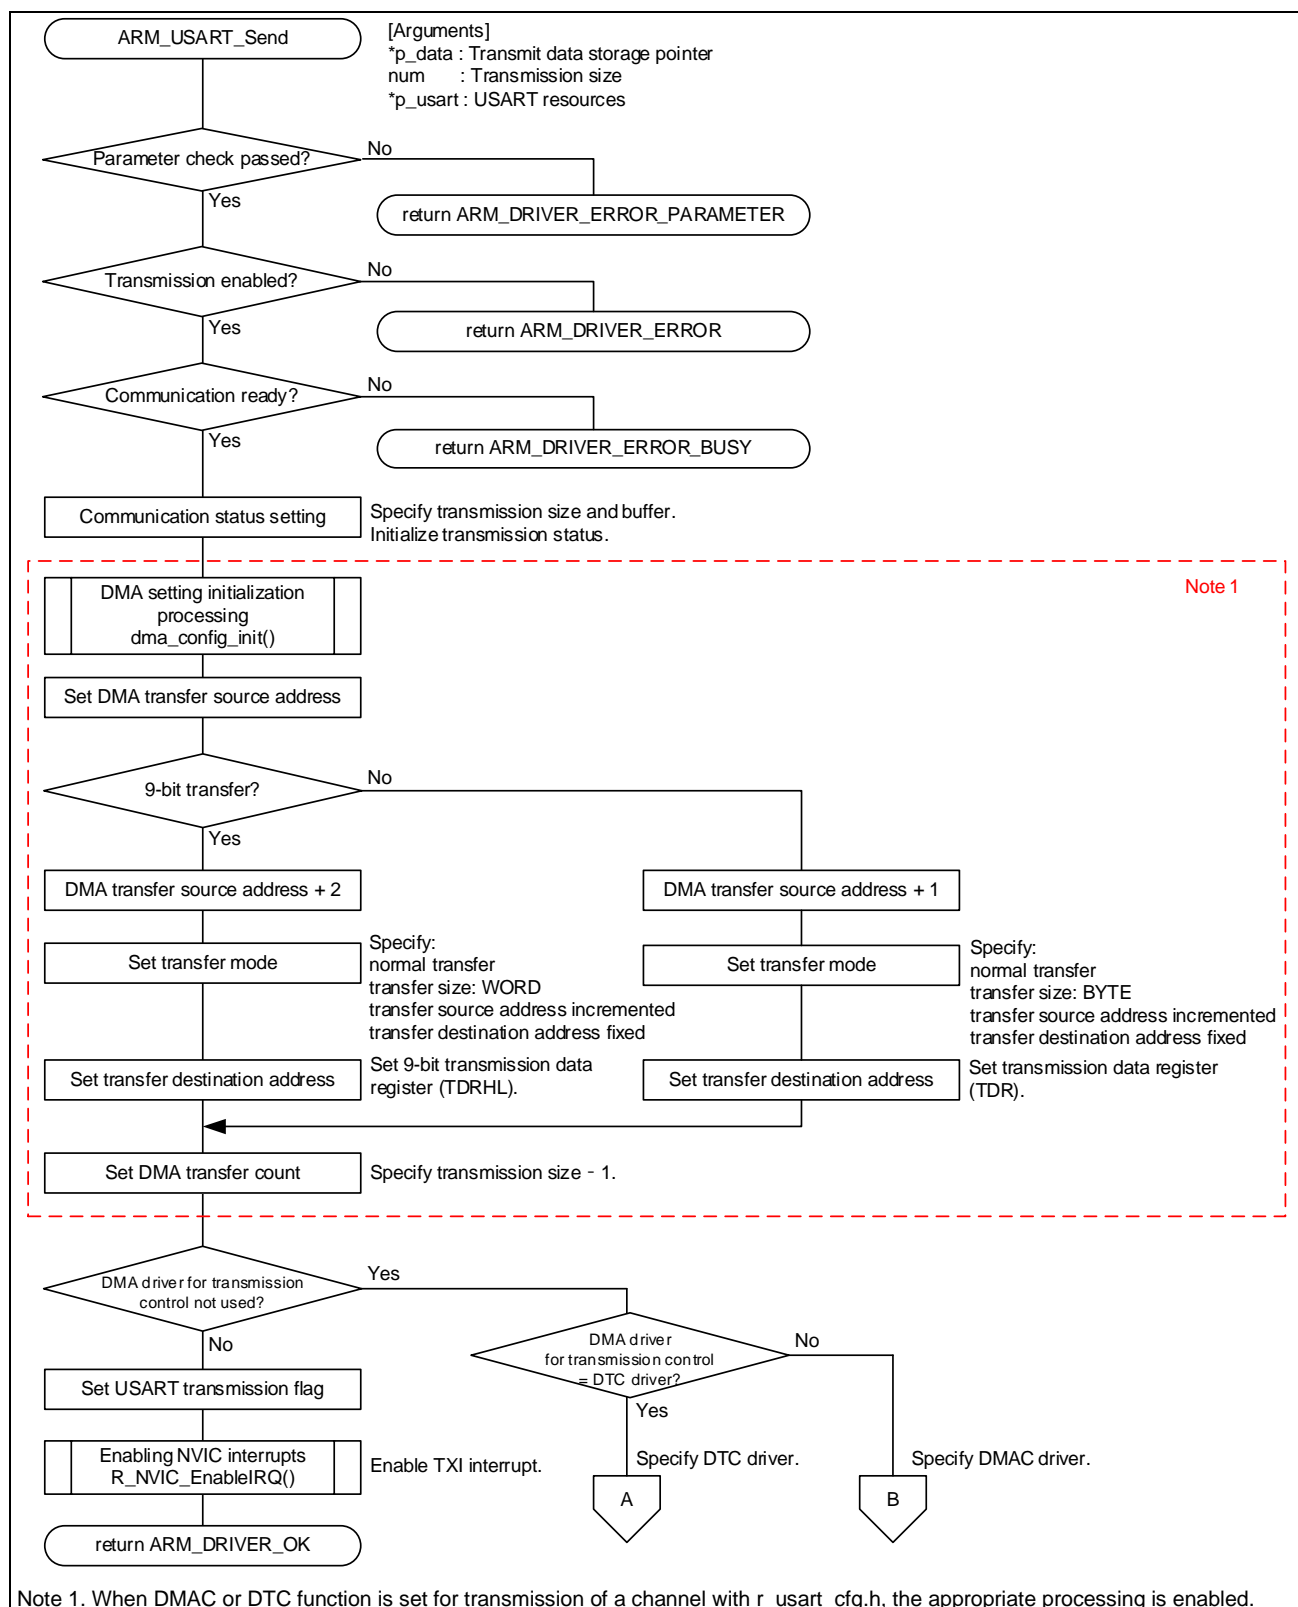 ARM_USART_Send
[Arguments]
*p_data : Transmit data storage pointer
num : Transmission size
*p_usart : USART resources
Parameter check passed?
No
Yes
return ARM_DRIVER_ERROR_PARAMETER
Transmission enabled?
No
Yes
return ARM_DRIVER_ERROR
Communication ready?
No
Yes
return ARM_DRIVER_ERROR_BUSY
Communication status setting
Specify transmission size and buffer.
Initialize transmission status.
Note 1
DMA setting initialization
processing
dma_config_init()
Set DMA transfer source address
9-bit transfer?
No
Yes
DMA transfer source address + 2
DMA transfer source address + 1
Set transfer mode
Specify:
normal transfer
transfer size: WORD
transfer source address incremented
transfer destination address fixed
Set transfer mode
Specify:
normal transfer
transfer size: BYTE
transfer source address incremented
transfer destination address fixed
Set transfer destination address
Set 9-bit transmission data
register (TDRHL).
Set transfer destination address
Set transmission data register
(TDR).
Set DMA transfer count
Specify transmission size - 1.
DMA driver for transmission
control not used?
Yes
No
DMA driver
for transmission control
= DTC driver?
No
Yes
Set USART transmission flag
Enabling NVIC interrupts
R_NVIC_EnableIRQ()
Enable TXI interrupt.
Specify DTC driver.
Specify DMAC driver.
A
B
return ARM_DRIVER_OK
Note 1. When DMAC or DTC function is set for transmission of a channel with r_usart_cfg.h, the appropriate processing is enabled.